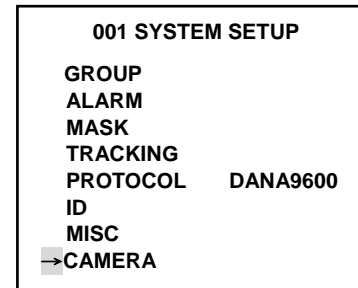 001 SYSTEM SETUP
GROUP
ALARM
MASK
TRACKING
PROTOCOL DANA9600
ID
MISC
→CAMERA